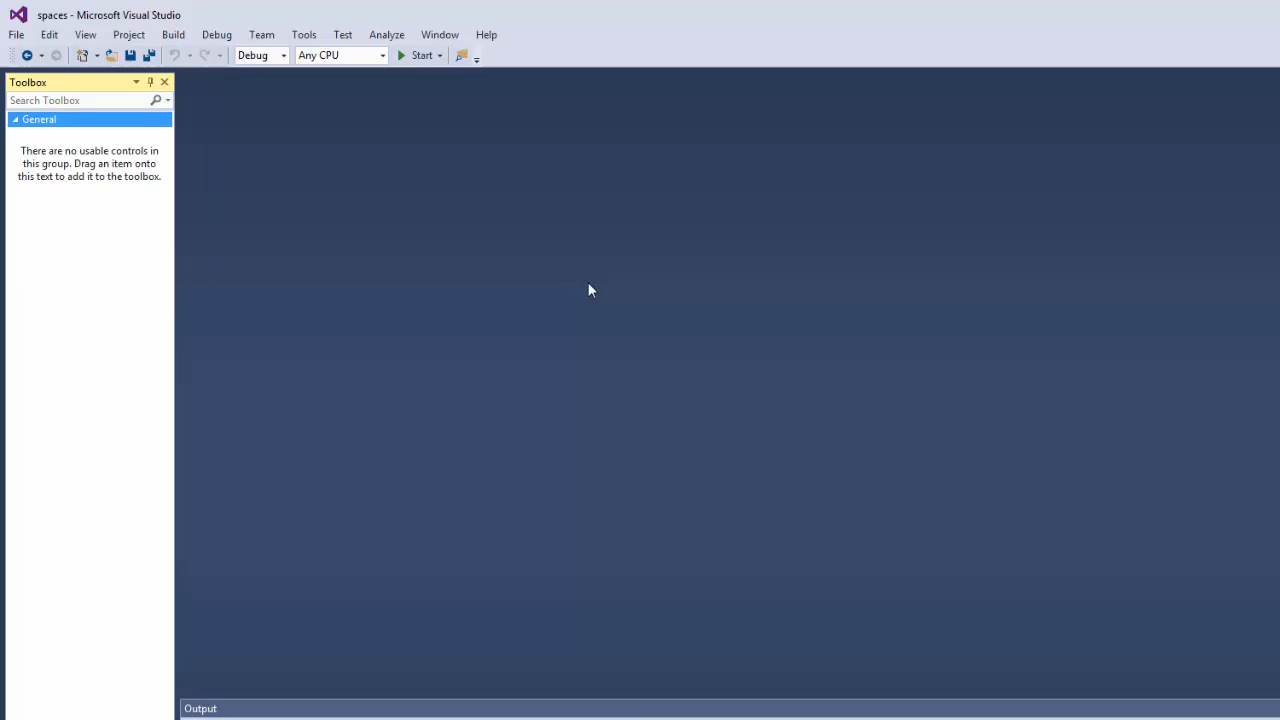 spaces - Microsoft Visual Studio
File Edit View Project Build Debug Team Tools Test Analyze Window Help
Debug Any CPU Start
Toolbox
Search Toolbox
General
There are no usable controls in
this group. Drag an item onto
this text to add it to the toolbox.
Output